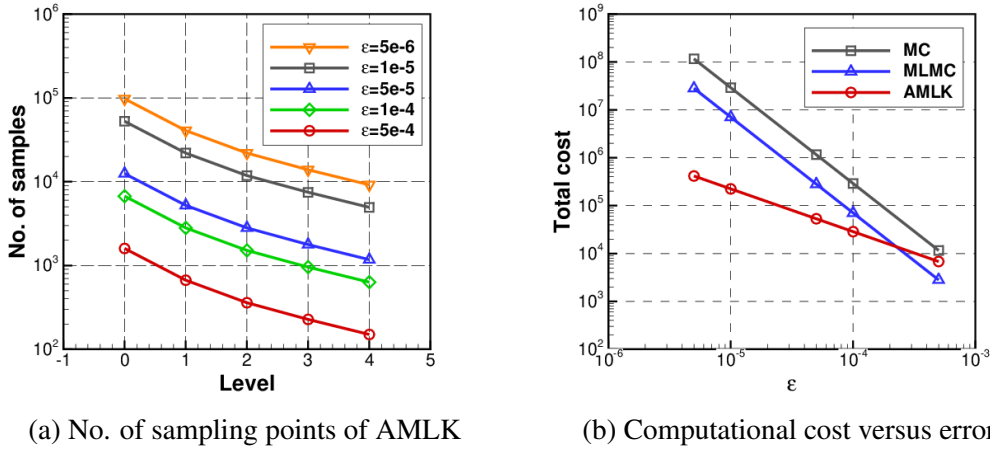 10^6
10^5
10^4
10^3
10^2
No. of samples
ε=5e-6
ε=1e-5
ε=5e-5
ε=1e-4
ε=5e-4
-1 0 1 2 3 4 5
Level
(a) No. of sampling points of AMLK
10^9
10^8
10^7
10^6
10^5
10^4
10^3
10^2
Total cost
MC
MLMC
AMLK
10^-6 10^-5 10^-4 10^-3
ε
(b) Computational cost versus error